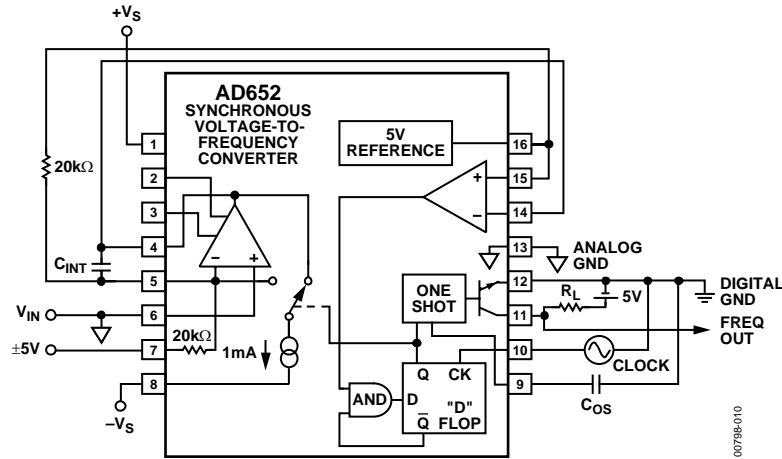 +VS
AD652
SYNCHRONOUS
VOLTAGE-TO-
FREQUENCY
CONVERTER
5V
REFERENCE
20kΩ
1
2
3
4
5
6
7
8
16
15
14
13
12
11
10
9
+
–
–
+
CINT
VIN
±5V
–VS
20kΩ
1mA
ONE
SHOT
AND
D
Q
CK
"D"
FLOP
Q̅
ANALOG
GND
DIGITAL
GND
RL
5V
FREQ
OUT
CLOCK
COS
00798-010